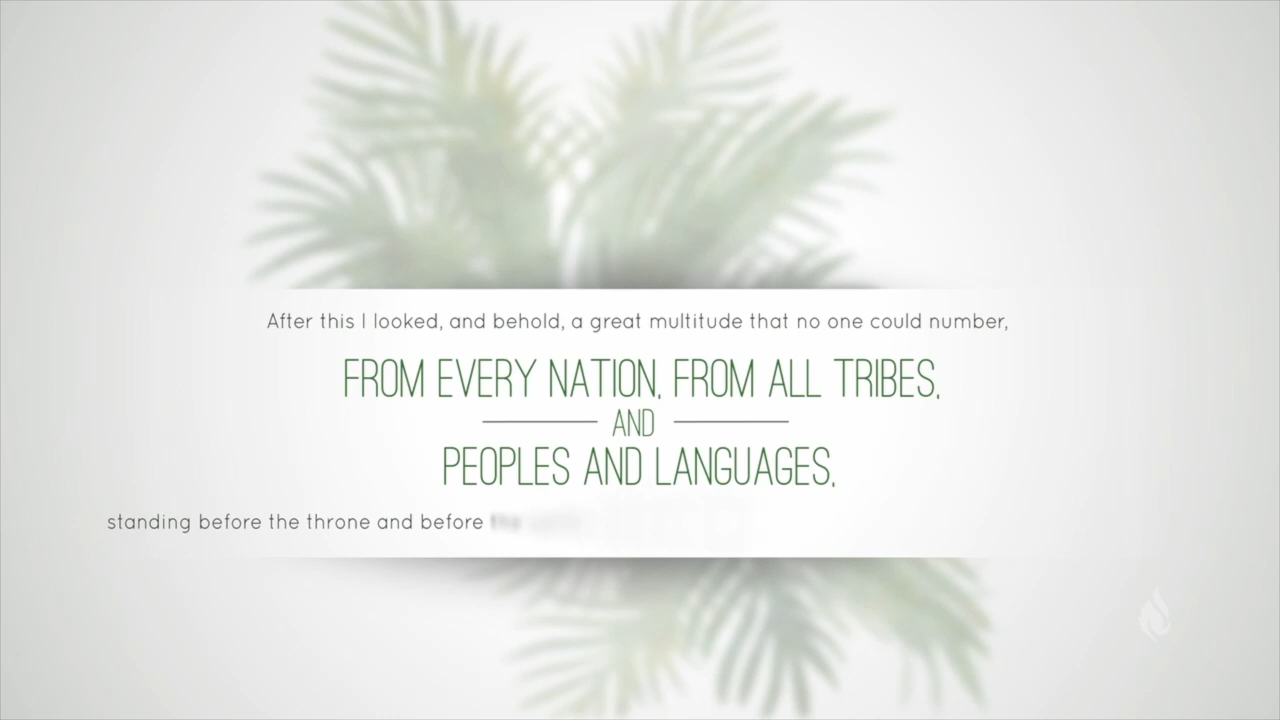 After this I looked, and behold, a great multitude that no one could number,
FROM EVERY NATION, FROM ALL TRIBES,
AND
PEOPLES AND LANGUAGES,
standing before the throne and before